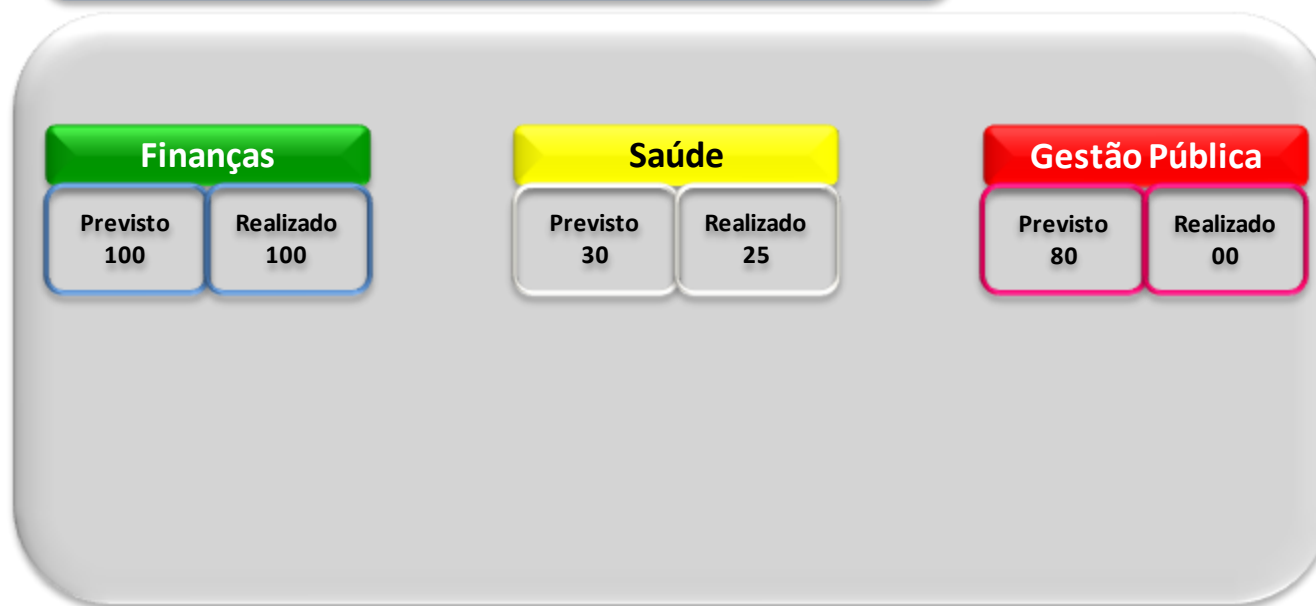 Finanças
Previsto
100
Realizado
100
Saúde
Previsto
30
Realizado
25
Gestão Pública
Previsto
80
Realizado
00